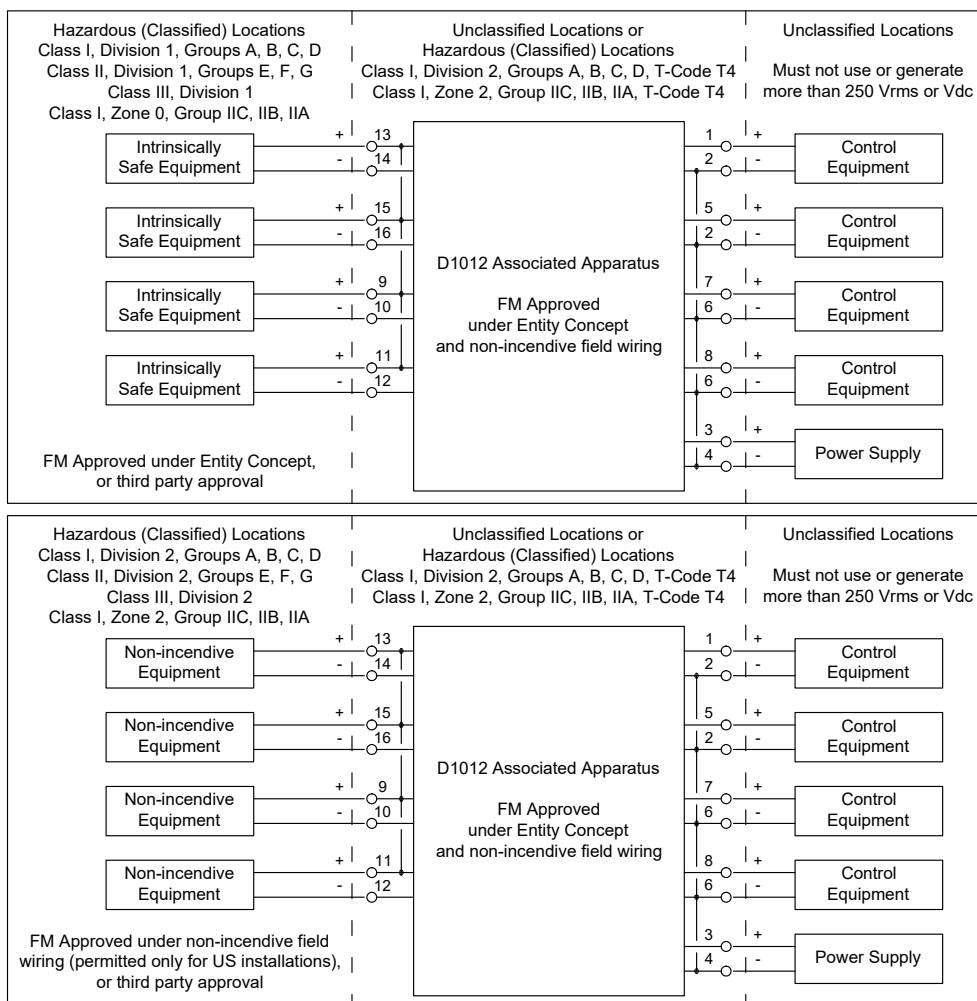 Hazardous (Classified) Locations
Class I, Division 1, Groups A, B, C, D
Class II, Division 1, Groups E, F, G
Class III, Division 1
Class I, Zone 0, Group IIC, IIB, IIA
Unclassified Locations or
Hazardous (Classified) Locations
Class I, Division 2, Groups A, B, C, D, T-Code T4
Class I, Zone 2, Group IIC, IIB, IIA, T-Code T4
Unclassified Locations
Must not use or generate
more than 250 Vrms or Vdc
Intrinsically
Safe Equipment
+ 13
- 14
Intrinsically
Safe Equipment
+ 15
- 16
Intrinsically
Safe Equipment
+ 9
- 10
Intrinsically
Safe Equipment
+ 11
- 12
FM Approved under Entity Concept,
or third party approval
D1012 Associated Apparatus
FM Approved
under Entity Concept
and non-incendive field wiring
1 +
2 -
Control
Equipment
5 +
2 -
Control
Equipment
7 +
6 -
Control
Equipment
8 +
6 -
Control
Equipment
3 +
4 -
Power Supply
Hazardous (Classified) Locations
Class I, Division 2, Groups A, B, C, D
Class II, Division 2, Groups E, F, G
Class III, Division 2
Class I, Zone 2, Group IIC, IIB, IIA
Unclassified Locations or
Hazardous (Classified) Locations
Class I, Division 2, Groups A, B, C, D, T-Code T4
Class I, Zone 2, Group IIC, IIB, IIA, T-Code T4
Unclassified Locations
Must not use or generate
more than 250 Vrms or Vdc
Non-incendive
Equipment
+ 13
- 14
Non-incendive
Equipment
+ 15
- 16
Non-incendive
Equipment
+ 9
- 10
Non-incendive
Equipment
+ 11
- 12
FM Approved under non-incendive field
wiring (permitted only for US installations),
or third party approval
D1012 Associated Apparatus
FM Approved
under Entity Concept
and non-incendive field wiring
1 +
2 -
Control
Equipment
5 +
2 -
Control
Equipment
7 +
6 -
Control
Equipment
8 +
6 -
Control
Equipment
3 +
4 -
Power Supply